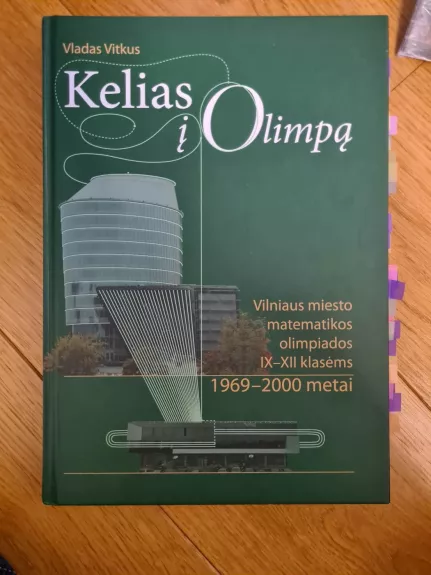 Vladas Vitkus
Kelias
į Olimpą
Vilniaus miesto
matematikos
olimpiados
IX–XII klasėms
1969–2000 metai